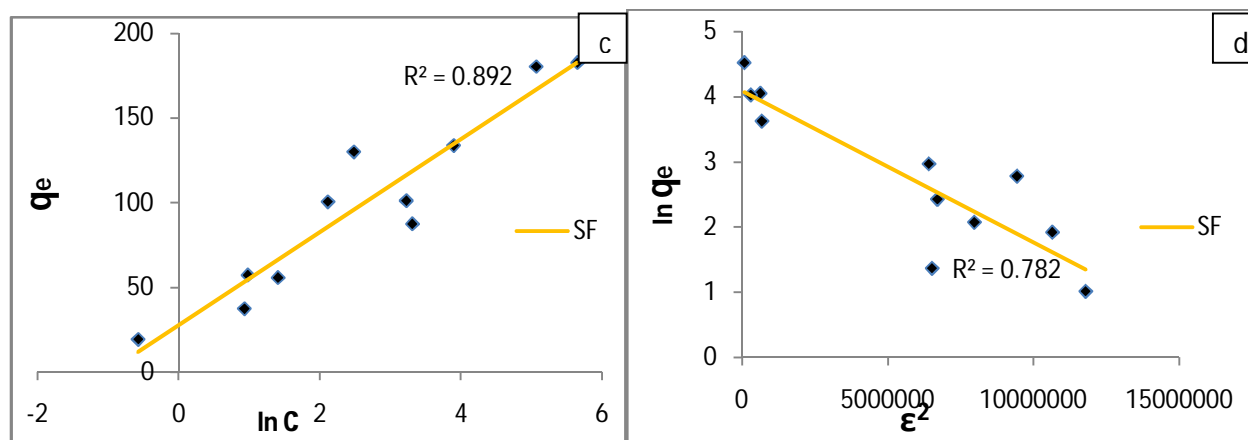 c
R² = 0.892
qe
200
150
100
50
0
-2 0 2 4 6
ln C
SF
d
ln qe
5
4
3
2
1
0
0 5000000 10000000 15000000
ε²
SF
R² = 0.782